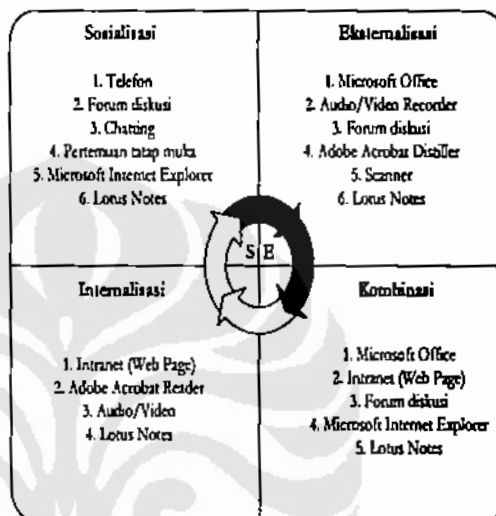 Sosialisasi
1. Telefon
2. Forum diskusi
3. Chatting
4. Pertemuan tatap muka
5. Microsoft Internet Explorer
6. Lotus Notes
Eksternalisasi
1. Microsoft Office
2. Audio/Video Recorder
3. Forum diskusi
4. Adobe Acrobat Distiller
5. Scanner
6. Lotus Notes
S E
Internalisasi
1. Intranet (Web Page)
2. Adobe Acrobat Reader
3. Audio/Video
4. Lotus Notes
Kombinasi
1. Microsoft Office
2. Intranet (Web Page)
3. Forum diskusi
4. Microsoft Internet Explorer
5. Lotus Notes